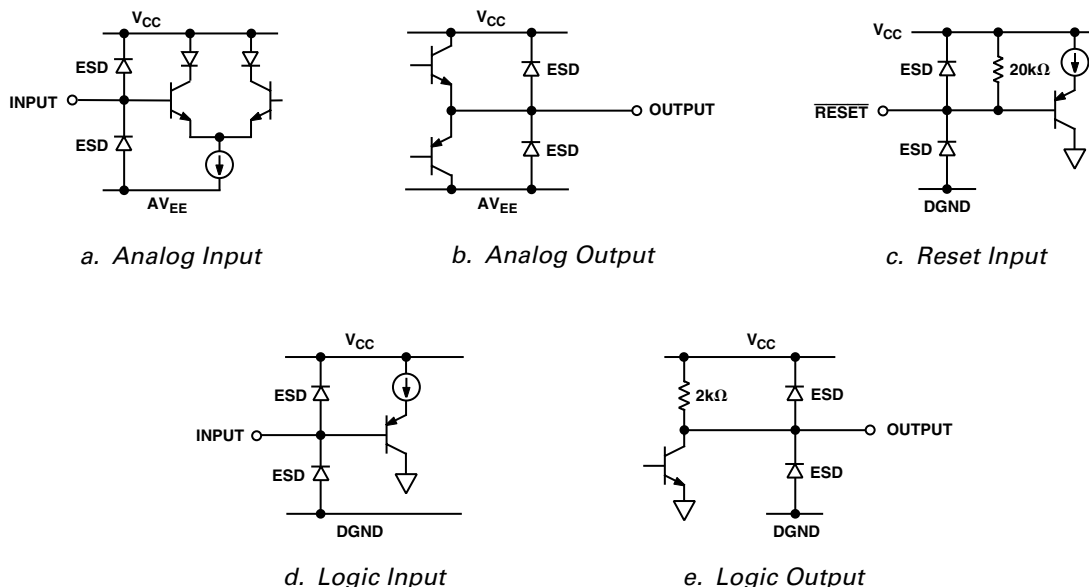 VCC
ESD
INPUT
ESD
AVEE
a. Analog Input
VCC
ESD
OUTPUT
ESD
AVEE
b. Analog Output
VCC
ESD
20kΩ
RESET
ESD
DGND
c. Reset Input
VCC
ESD
INPUT
ESD
DGND
d. Logic Input
VCC
2kΩ
ESD
OUTPUT
ESD
DGND
e. Logic Output